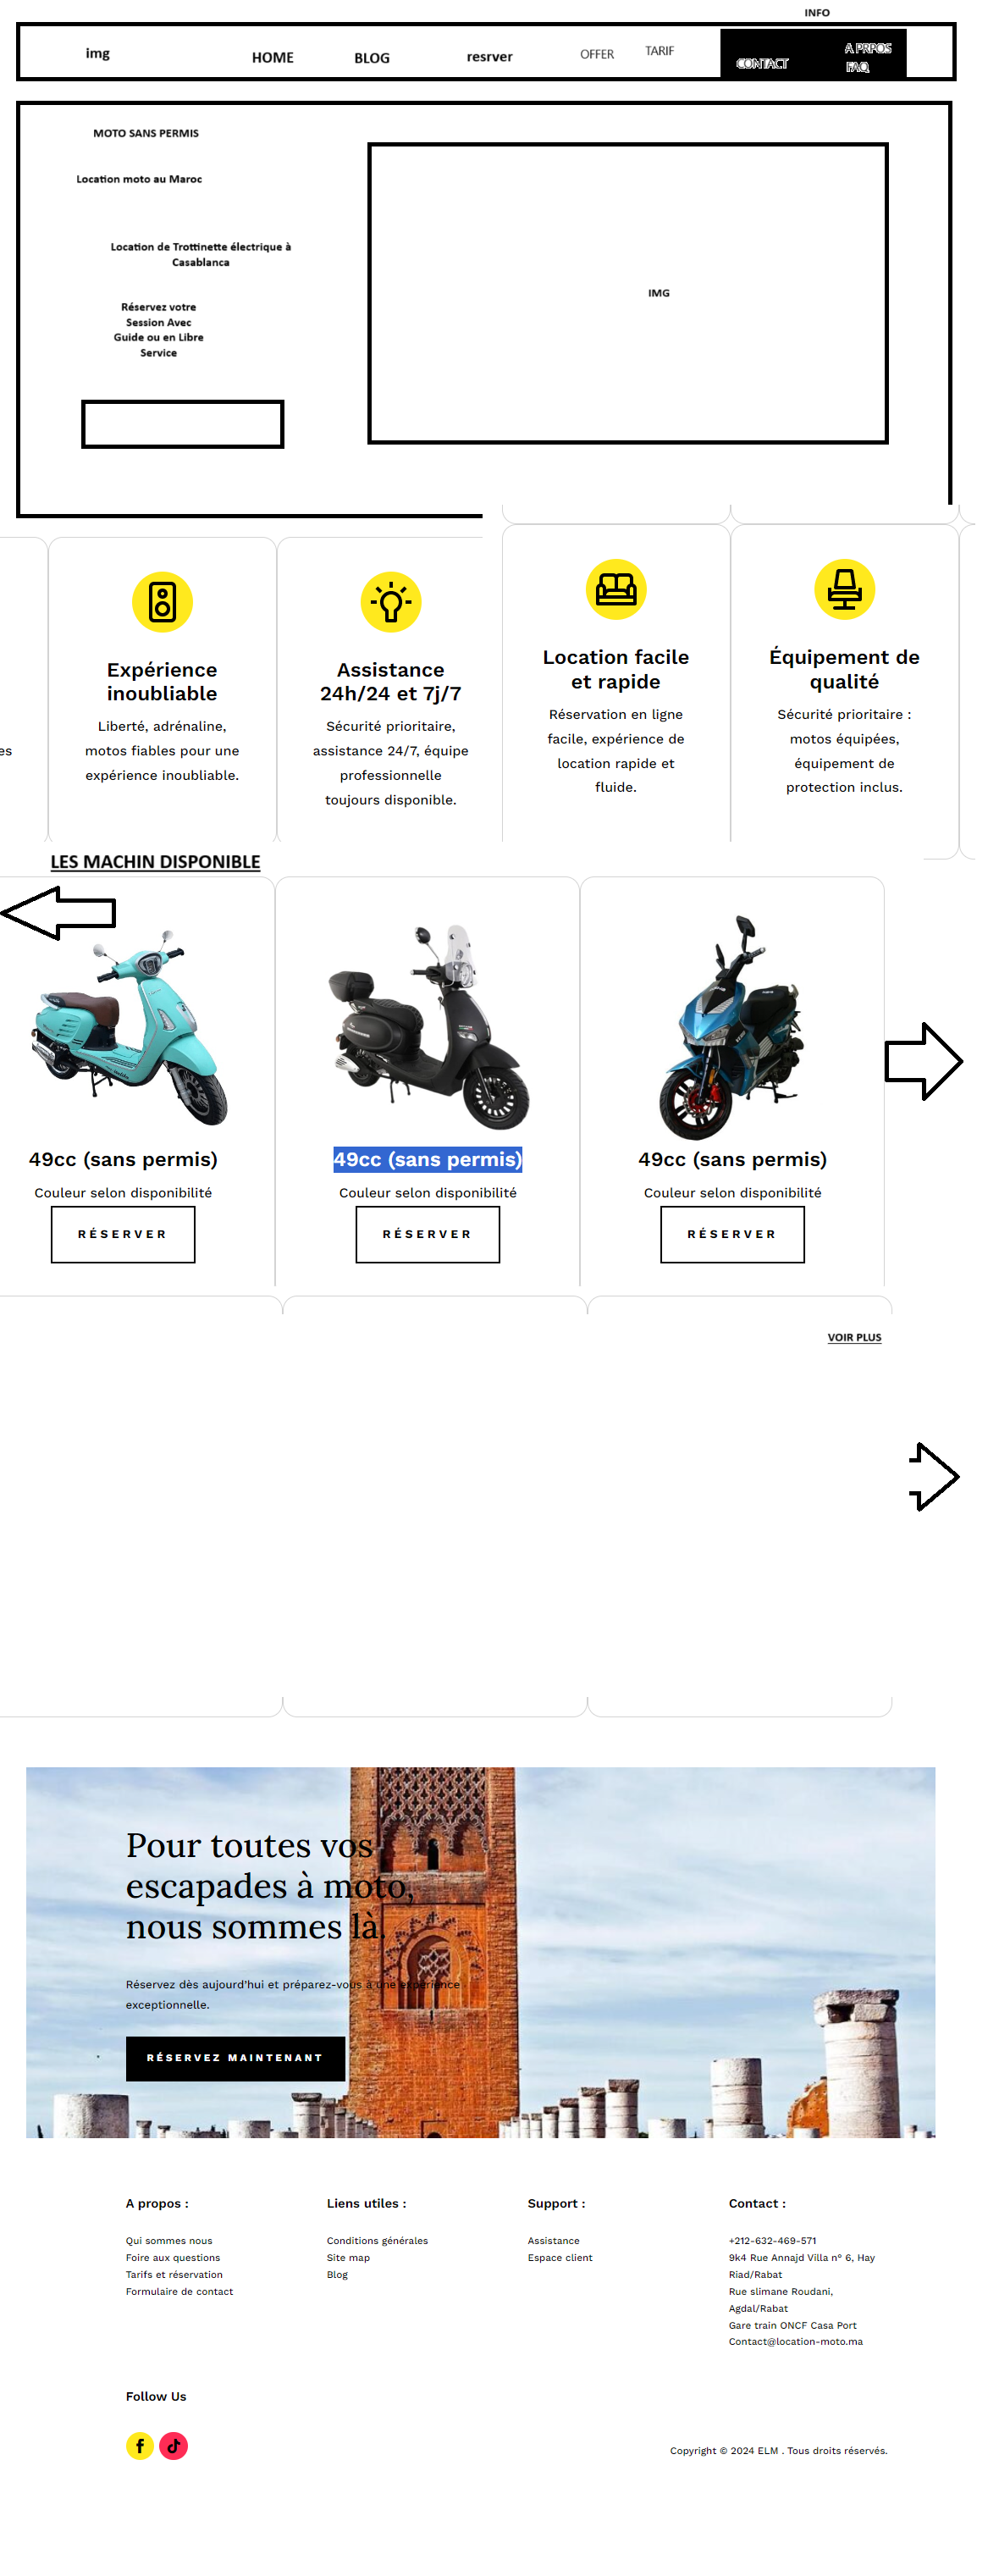 INFO
img
HOME
BLOG
resrver
OFFER
TARIF
CONTACT
A PRPOS
FAQ
MOTO SANS PERMIS
Location moto au Maroc
Location de Trottinette électrique à
Casablanca
Réservez votre
Session Avec
Guide ou en Libre
Service
IMG
es
Expérience
inoubliable
Liberté, adrénaline,
motos fiables pour une
expérience inoubliable.
Assistance
24h/24 et 7j/7
Sécurité prioritaire,
assistance 24/7, équipe
professionnelle
toujours disponible.
Location facile
et rapide
Réservation en ligne
facile, expérience de
location rapide et
fluide.
Équipement de
qualité
Sécurité prioritaire :
motos équipées,
équipement de
protection inclus.
LES MACHIN DISPONIBLE
49cc (sans permis)
Couleur selon disponibilité
RÉSERVER
49cc (sans permis)
Couleur selon disponibilité
RÉSERVER
49cc (sans permis)
Couleur selon disponibilité
RÉSERVER
VOIR PLUS
Pour toutes vos
escapades à moto,
nous sommes là.
Réservez dès aujourd'hui et préparez-vous à une expérience
exceptionnelle.
RÉSERVEZ MAINTENANT
A propos :
Qui sommes nous
Foire aux questions
Tarifs et réservation
Formulaire de contact
Liens utiles :
Conditions générales
Site map
Blog
Support :
Assistance
Espace client
Contact :
+212-632-469-571
9k4 Rue Annajd Villa n° 6, Hay
Riad/Rabat
Rue slimane Roudani,
Agdal/Rabat
Gare train ONCF Casa Port
Contact@location-moto.ma
Follow Us
Copyright © 2024 ELM . Tous droits réservés.